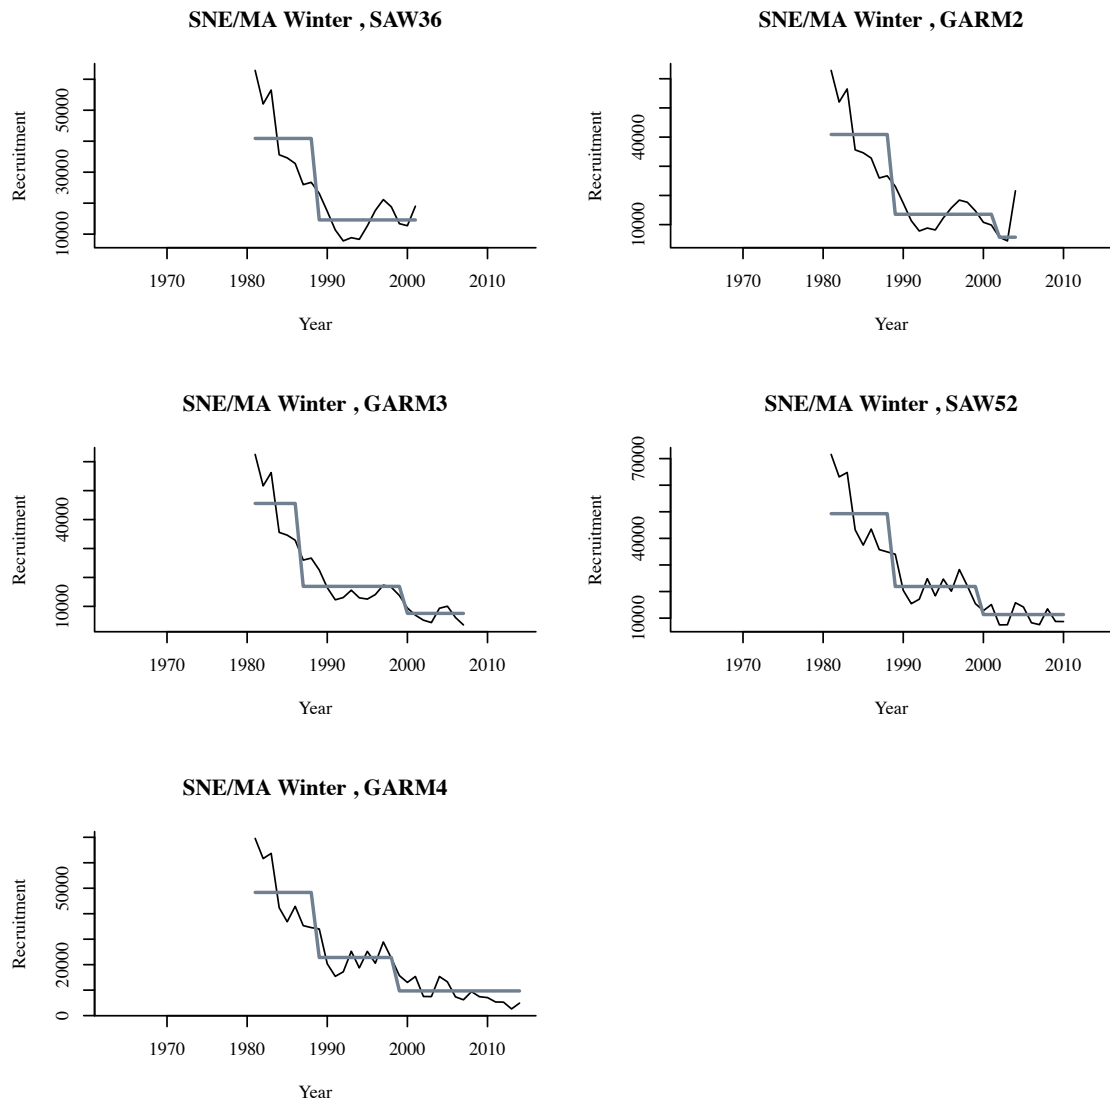 SNE/MA Winter , SAW36
Recruitment
10000 30000 50000
1970 1980 1990 2000 2010
Year
SNE/MA Winter , GARM2
Recruitment
10000 40000
1970 1980 1990 2000 2010
Year
SNE/MA Winter , GARM3
Recruitment
10000 40000
1970 1980 1990 2000 2010
Year
SNE/MA Winter , SAW52
Recruitment
10000 40000 70000
1970 1980 1990 2000 2010
Year
SNE/MA Winter , GARM4
Recruitment
0 20000 50000
1970 1980 1990 2000 2010
Year